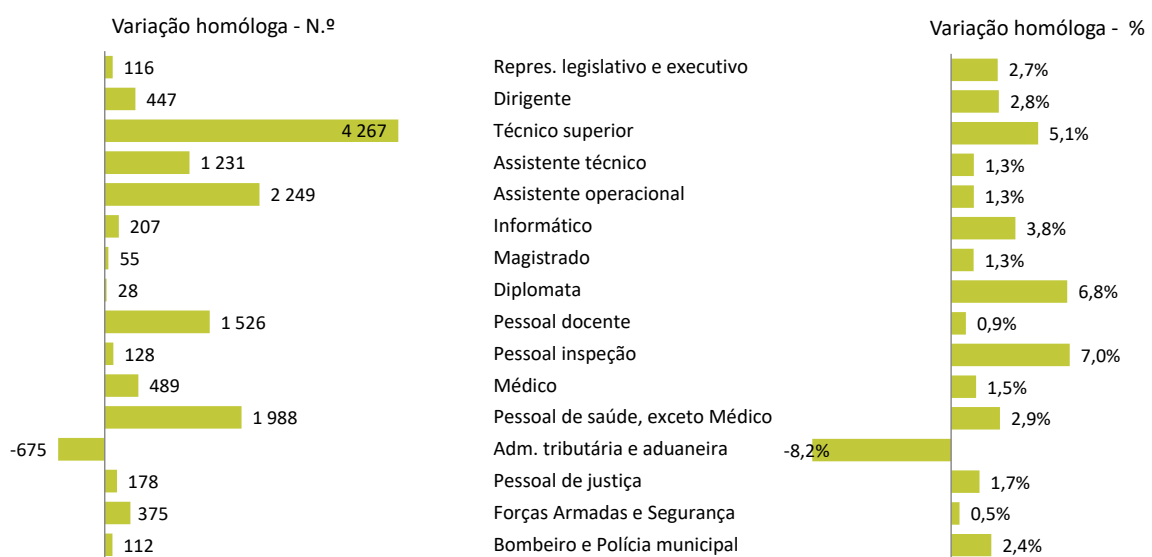 Variação homóloga - N.º Variação homóloga - %
116 Repres. legislativo e executivo 2,7%
447 Dirigente 2,8%
4 267 Técnico superior 5,1%
1 231 Assistente técnico 1,3%
2 249 Assistente operacional 1,3%
207 Informático 3,8%
55 Magistrado 1,3%
28 Diplomata 6,8%
1 526 Pessoal docente 0,9%
128 Pessoal inspeção 7,0%
489 Médico 1,5%
1 988 Pessoal de saúde, exceto Médico 2,9%
-675 Adm. tributária e aduaneira -8,2%
178 Pessoal de justiça 1,7%
375 Forças Armadas e Segurança 0,5%
112 Bombeiro e Polícia municipal 2,4%